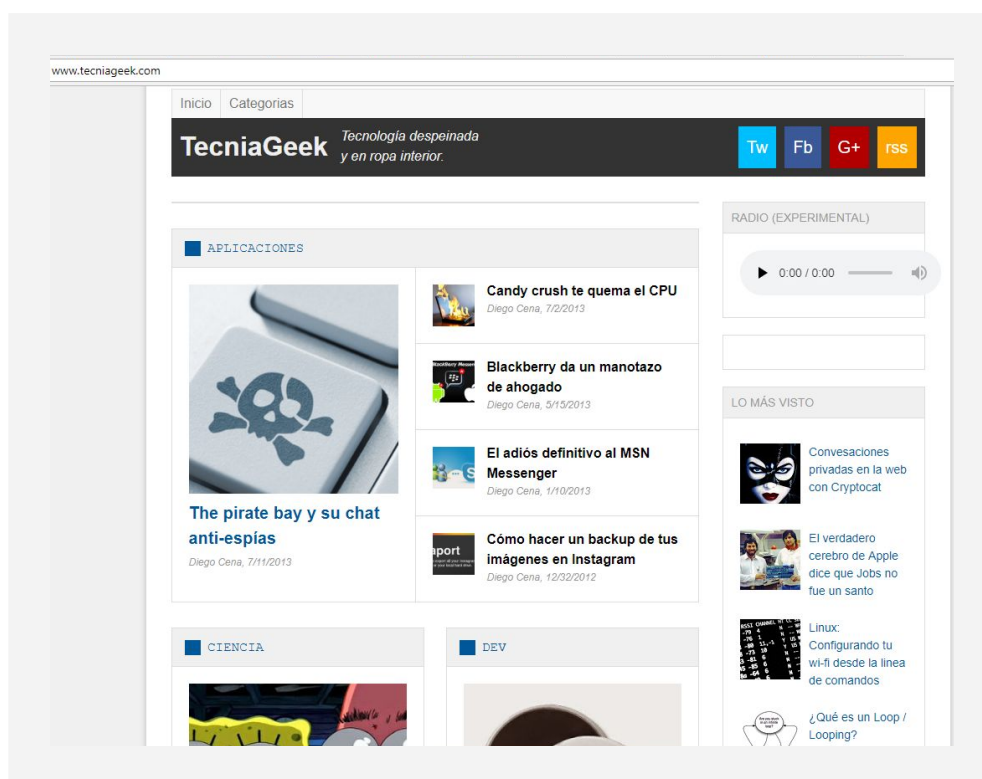 www.tecniageek.com
Inicio Categorias
TecniaGeek
Tecnología despeinada
y en ropa interior.
Tw Fb G+ rss
APLICACIONES
The pirate bay y su chat
anti-espías
Diego Cena, 7/11/2013
Candy crush te quema el CPU
Diego Cena, 7/2/2013
Blackberry da un manotazo
de ahogado
Diego Cena, 5/15/2013
El adiós definitivo al MSN
Messenger
Diego Cena, 1/10/2013
Cómo hacer un backup de tus
imágenes en Instagram
Diego Cena, 12/32/2012
CIENCIA
DEV
RADIO (EXPERIMENTAL)
0:00 / 0:00
LO MÁS VISTO
Convesaciones
privadas en la web
con Cryptocat
El verdadero
cerebro de Apple
dice que Jobs no
fue un santo
Linux:
Configurando tu
wi-fi desde la linea
de comandos
¿Qué es un Loop /
Looping?